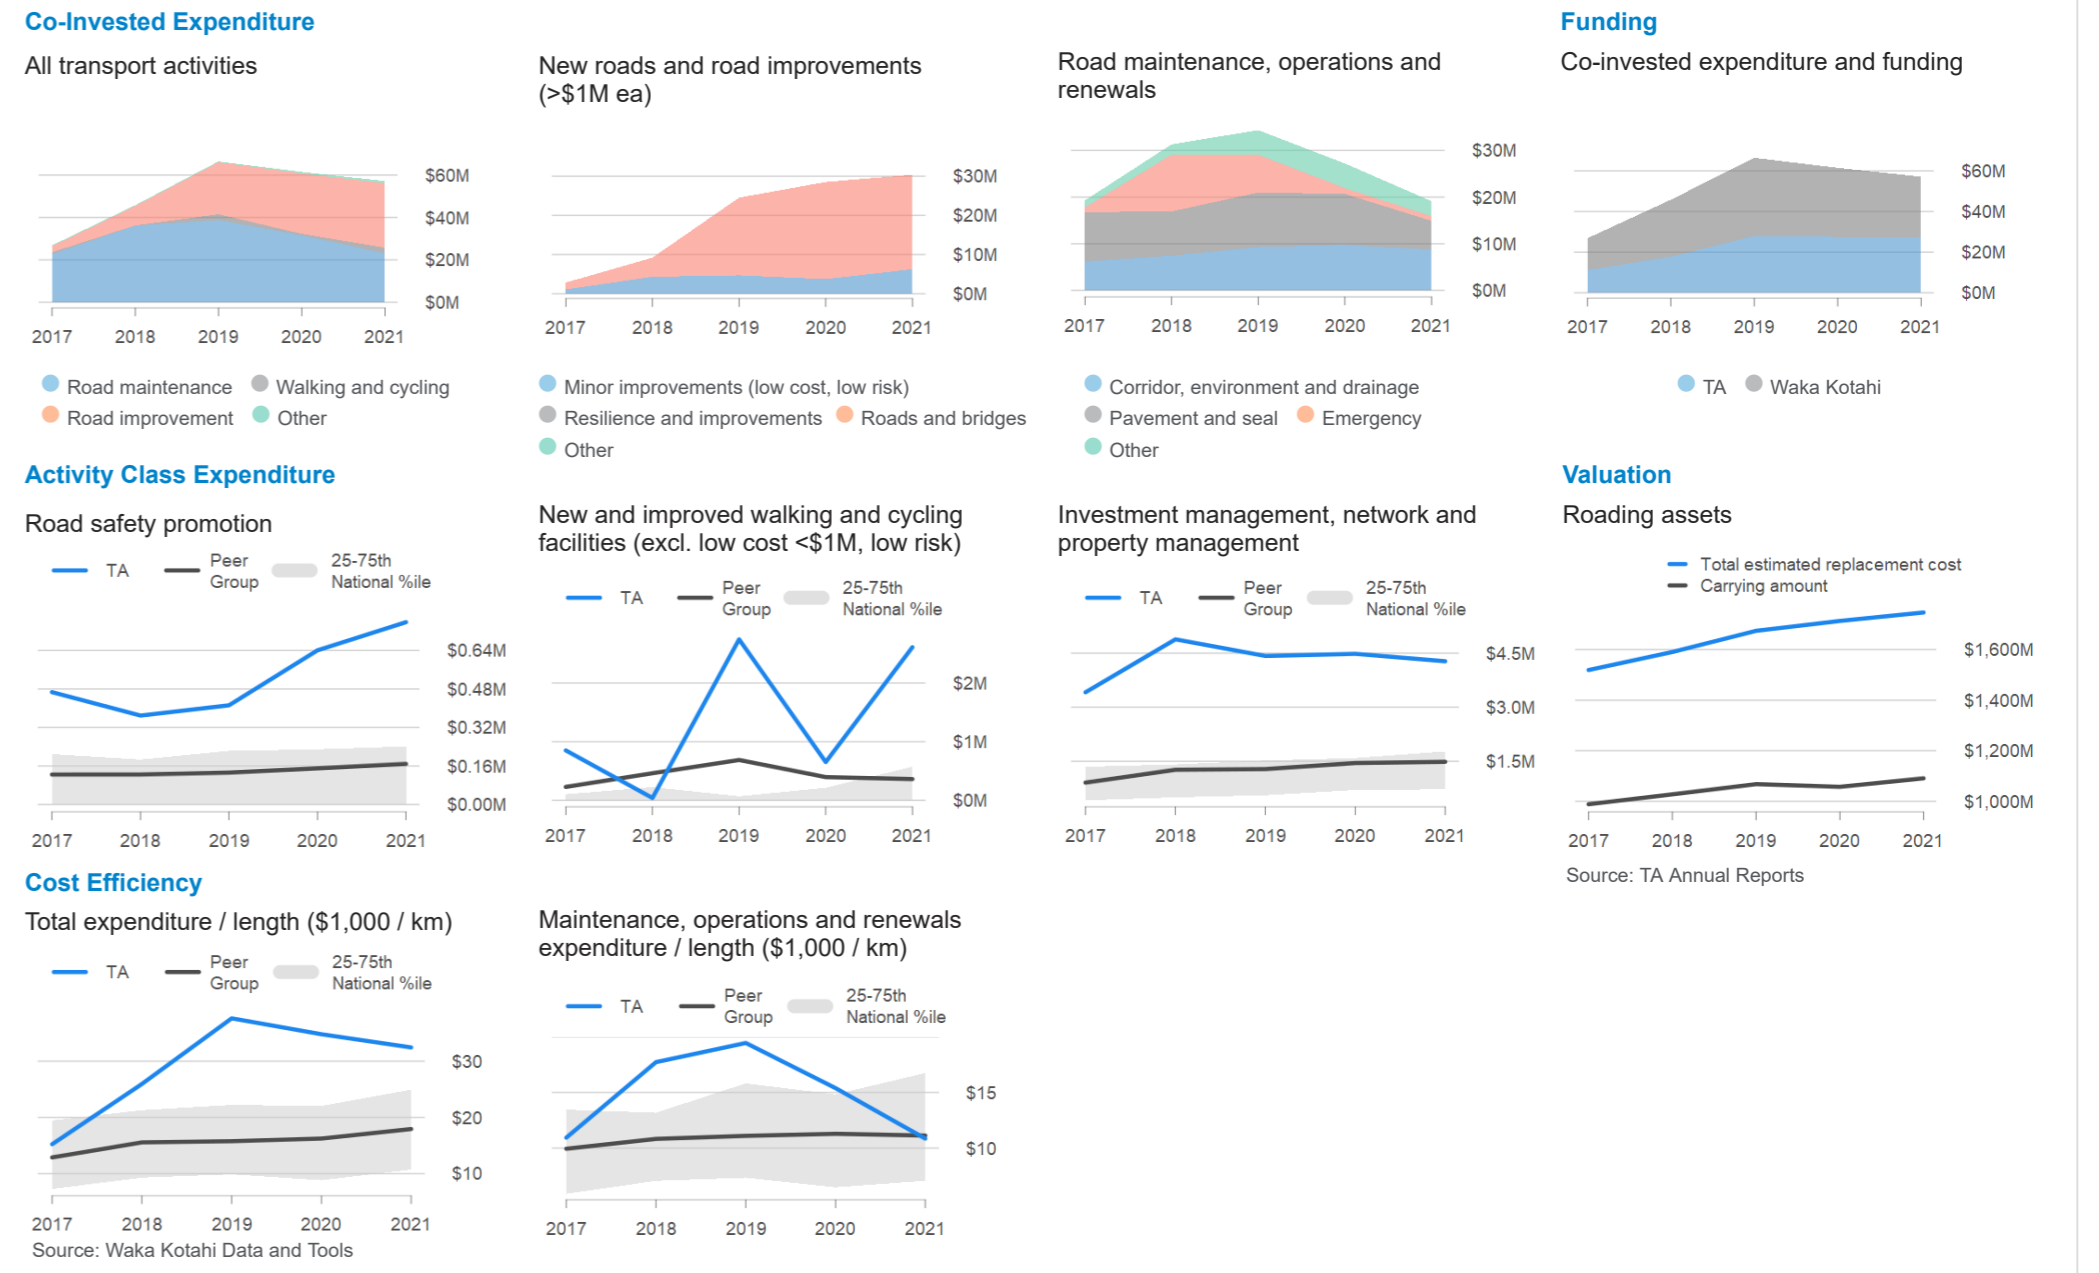 Co-Invested Expenditure
All transport activities
$60M
$40M
$20M
$0M
2017 2018 2019 2020 2021
Road maintenance Walking and cycling
Road improvement Other
New roads and road improvements
(>$1M ea)
$30M
$20M
$10M
$0M
2017 2018 2019 2020 2021
Minor improvements (low cost, low risk)
Resilience and improvements Roads and bridges
Other
Road maintenance, operations and
renewals
$30M
$20M
$10M
$0M
2017 2018 2019 2020 2021
Corridor, environment and drainage
Pavement and seal Emergency
Other
Funding
Co-invested expenditure and funding
$60M
$40M
$20M
$0M
2017 2018 2019 2020 2021
TA Waka Kotahi
Activity Class Expenditure
Road safety promotion
TA Peer Group 25-75th National %ile
$0.64M
$0.48M
$0.32M
$0.16M
$0.00M
2017 2018 2019 2020 2021
New and improved walking and cycling
facilities (excl. low cost <$1M, low risk)
TA Peer Group 25-75th National %ile
$2M
$1M
$0M
2017 2018 2019 2020 2021
Investment management, network and
property management
TA Peer Group 25-75th National %ile
$4.5M
$3.0M
$1.5M
2017 2018 2019 2020 2021
Valuation
Roading assets
Total estimated replacement cost
Carrying amount
$1,600M
$1,400M
$1,200M
$1,000M
2017 2018 2019 2020 2021
Source: TA Annual Reports
Cost Efficiency
Total expenditure / length ($1,000 / km)
TA Peer Group 25-75th National %ile
$30
$20
$10
2017 2018 2019 2020 2021
Source: Waka Kotahi Data and Tools
Maintenance, operations and renewals
expenditure / length ($1,000 / km)
TA Peer Group 25-75th National %ile
$15
$10
2017 2018 2019 2020 2021